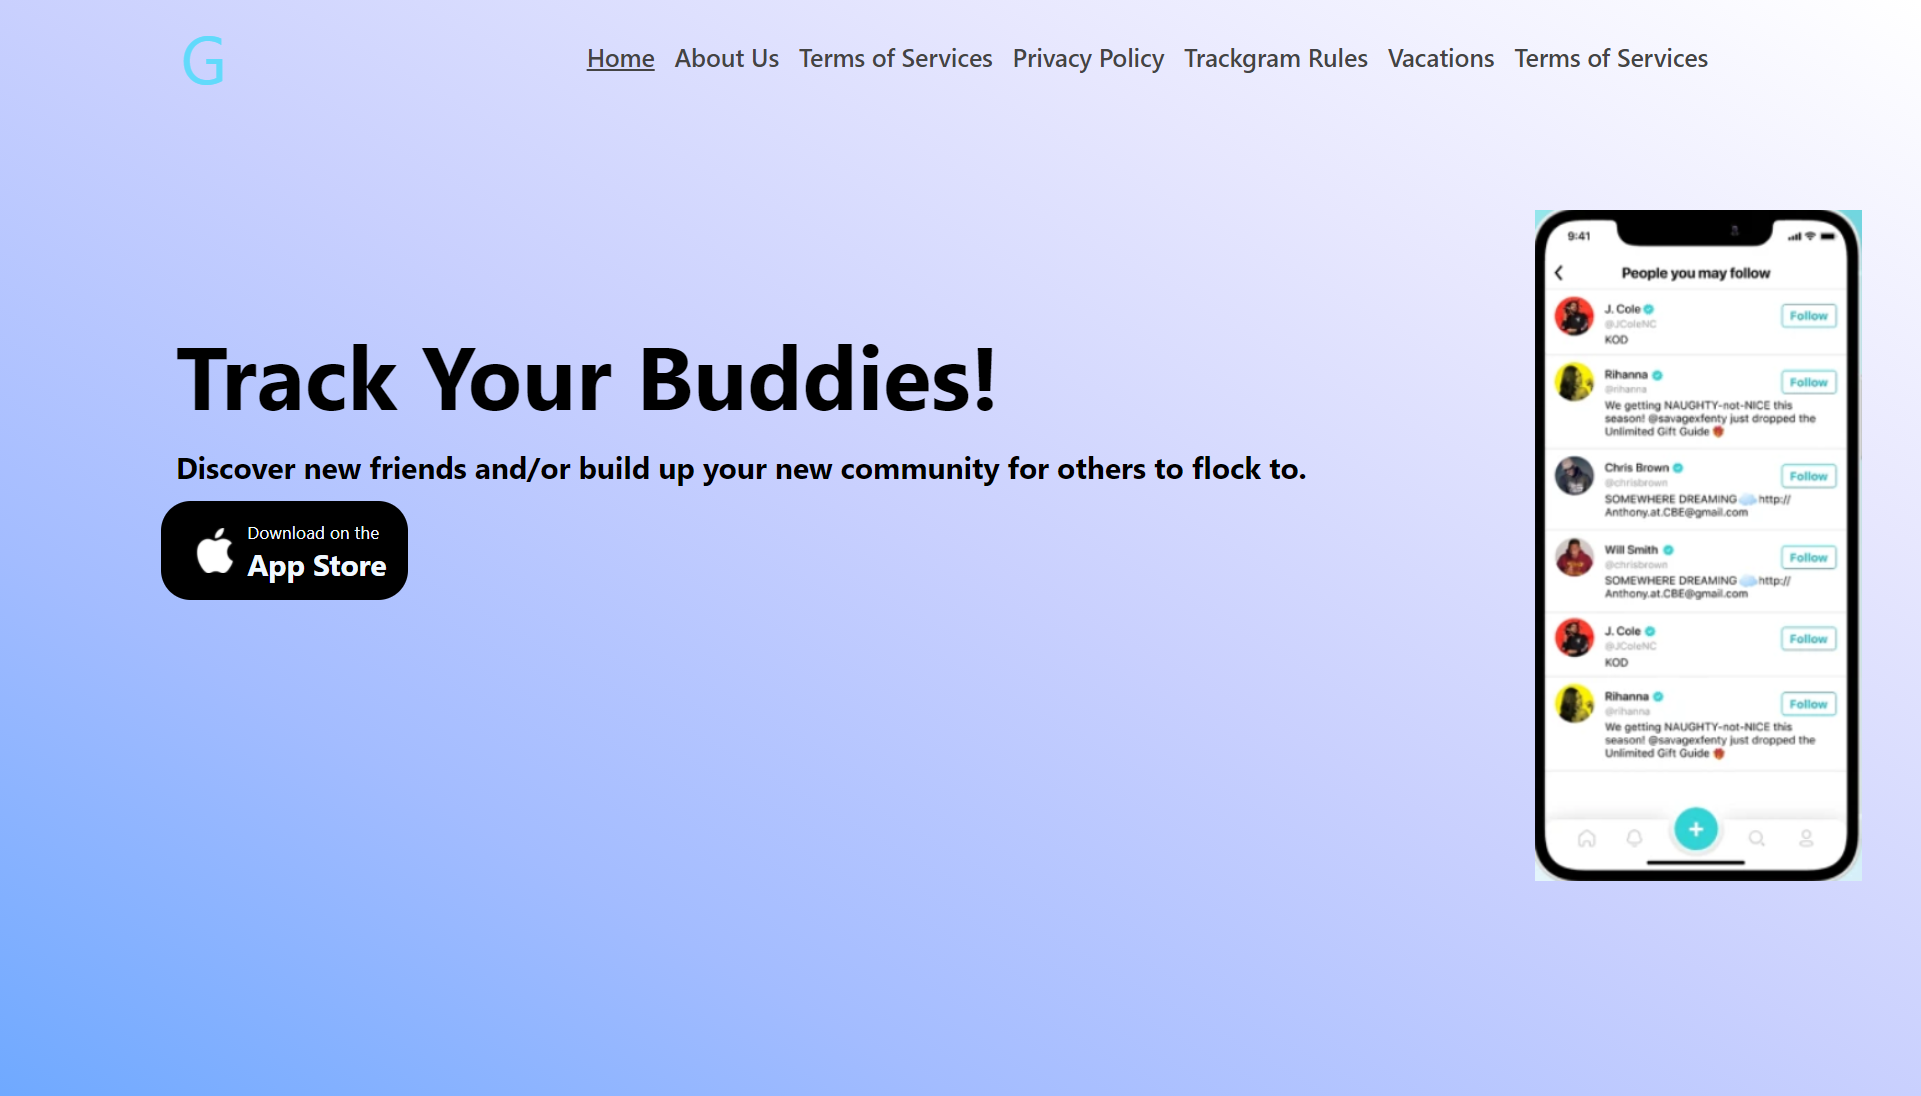 G
Home About Us Terms of Services Privacy Policy Trackgram Rules Vacations Terms of Services
Track Your Buddies!
Discover new friends and/or build up your new community for others to flock to.
Download on the
App Store
9:41
People you may follow
J. Cole
Follow
@JColeNC
KOD
Rihanna
Follow
@rihanna
We getting NAUGHTY-not-NICE this
season! @savagexfenty just dropped the
Unlimited Gift Guide
Chris Brown
Follow
@chrisbrown
SOMEWHERE DREAMING http://
Anthony.at.CBE@gmail.com
Will Smith
Follow
@chrisbrown
SOMEWHERE DREAMING http://
Anthony.at.CBE@gmail.com
J. Cole
Follow
@JColeNC
KOD
Rihanna
Follow
@rihanna
We getting NAUGHTY-not-NICE this
season! @savagexfenty just dropped the
Unlimited Gift Guide